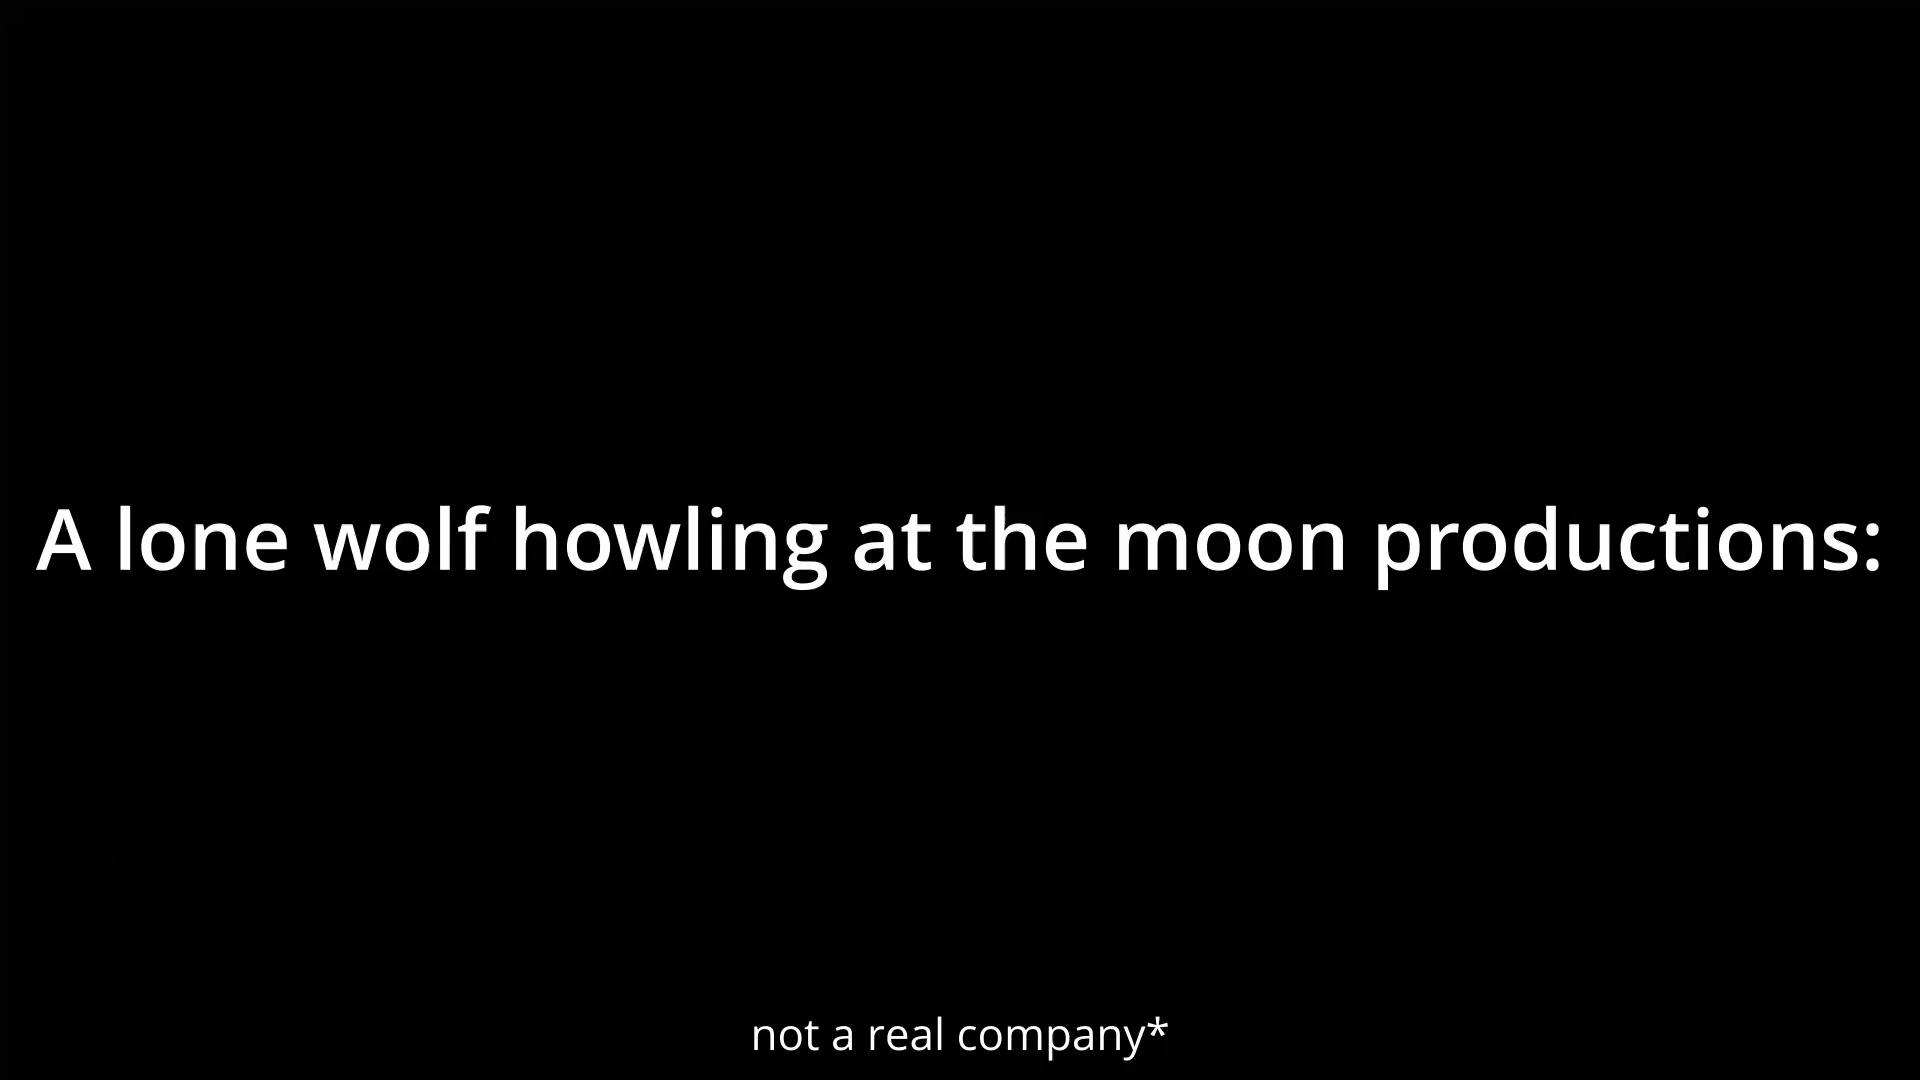 A lone wolf howling at the moon productions:
not a real company*